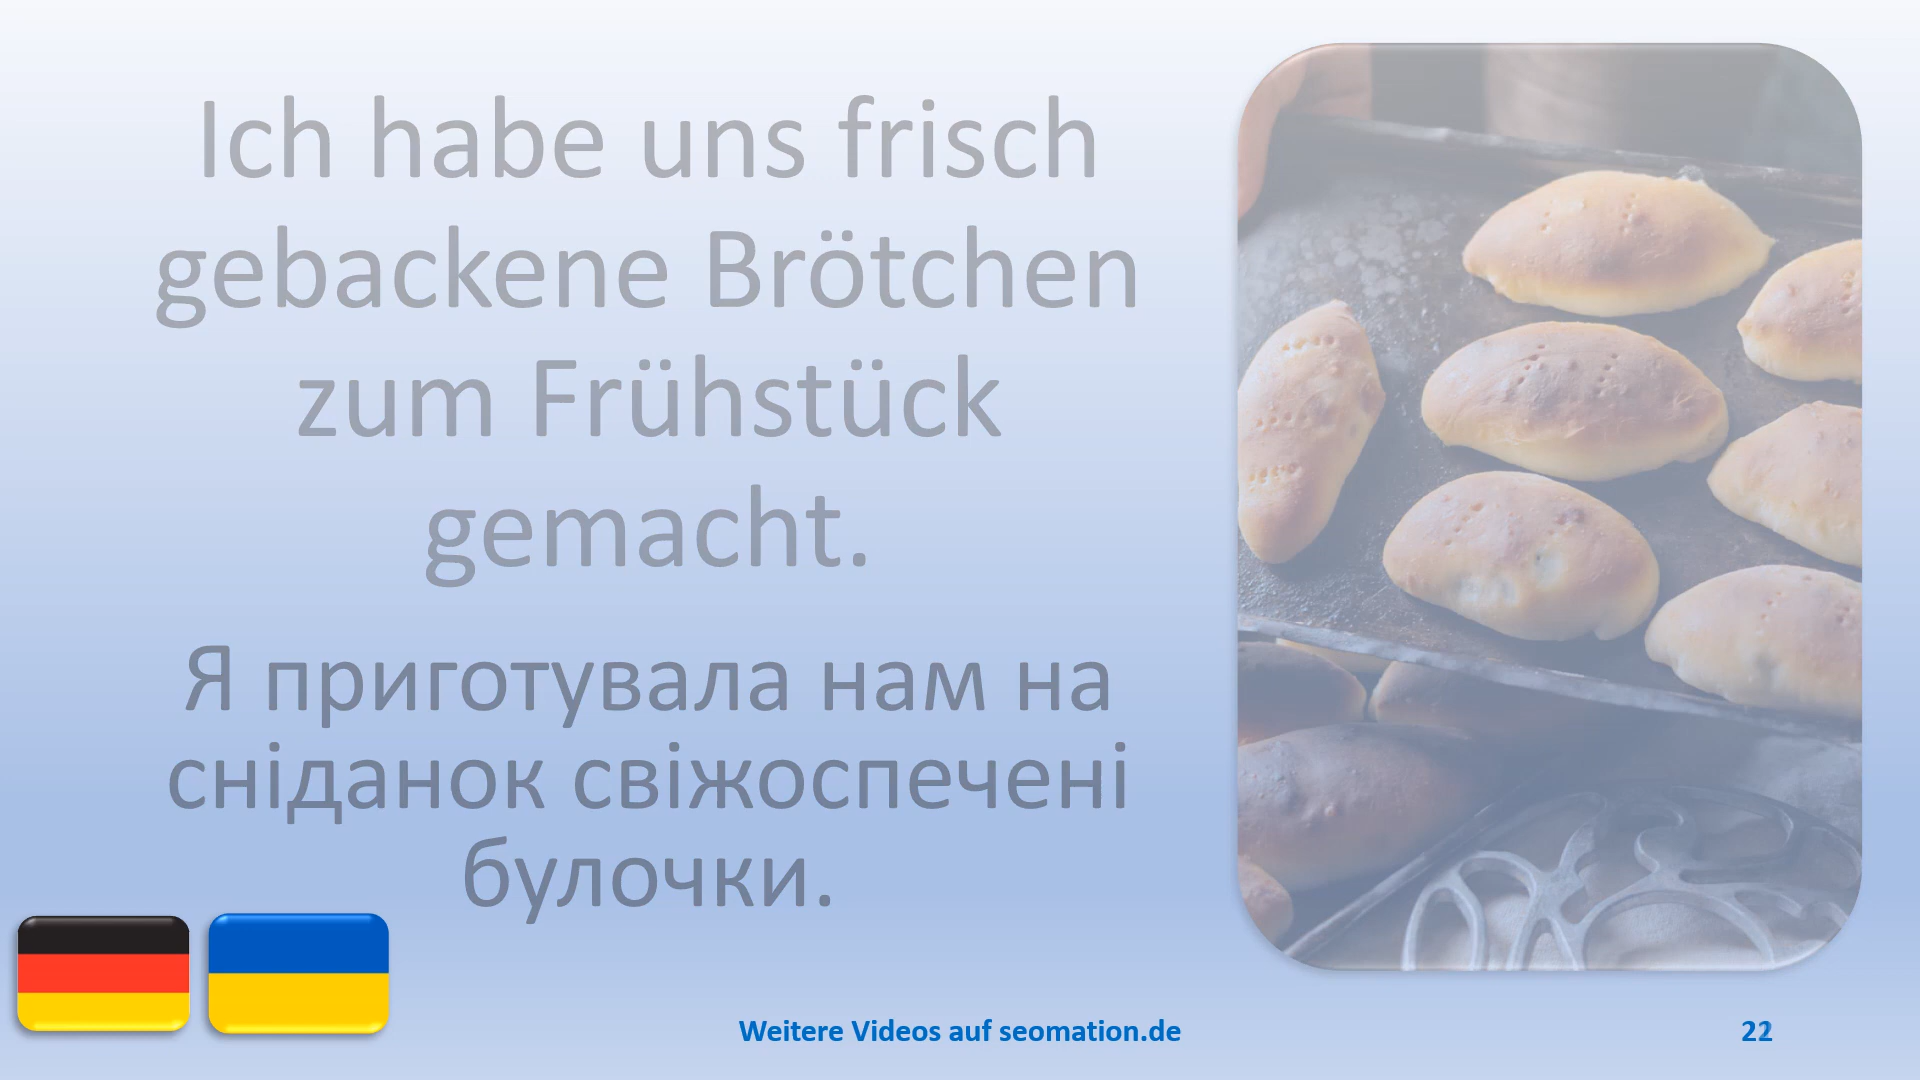 Ich habe uns frisch
gebackene Brötchen
zum Frühstück
gemacht.
Я приготувала нам на
сніданок свіжоспечені
булочки.
Weitere Videos auf seomation.de